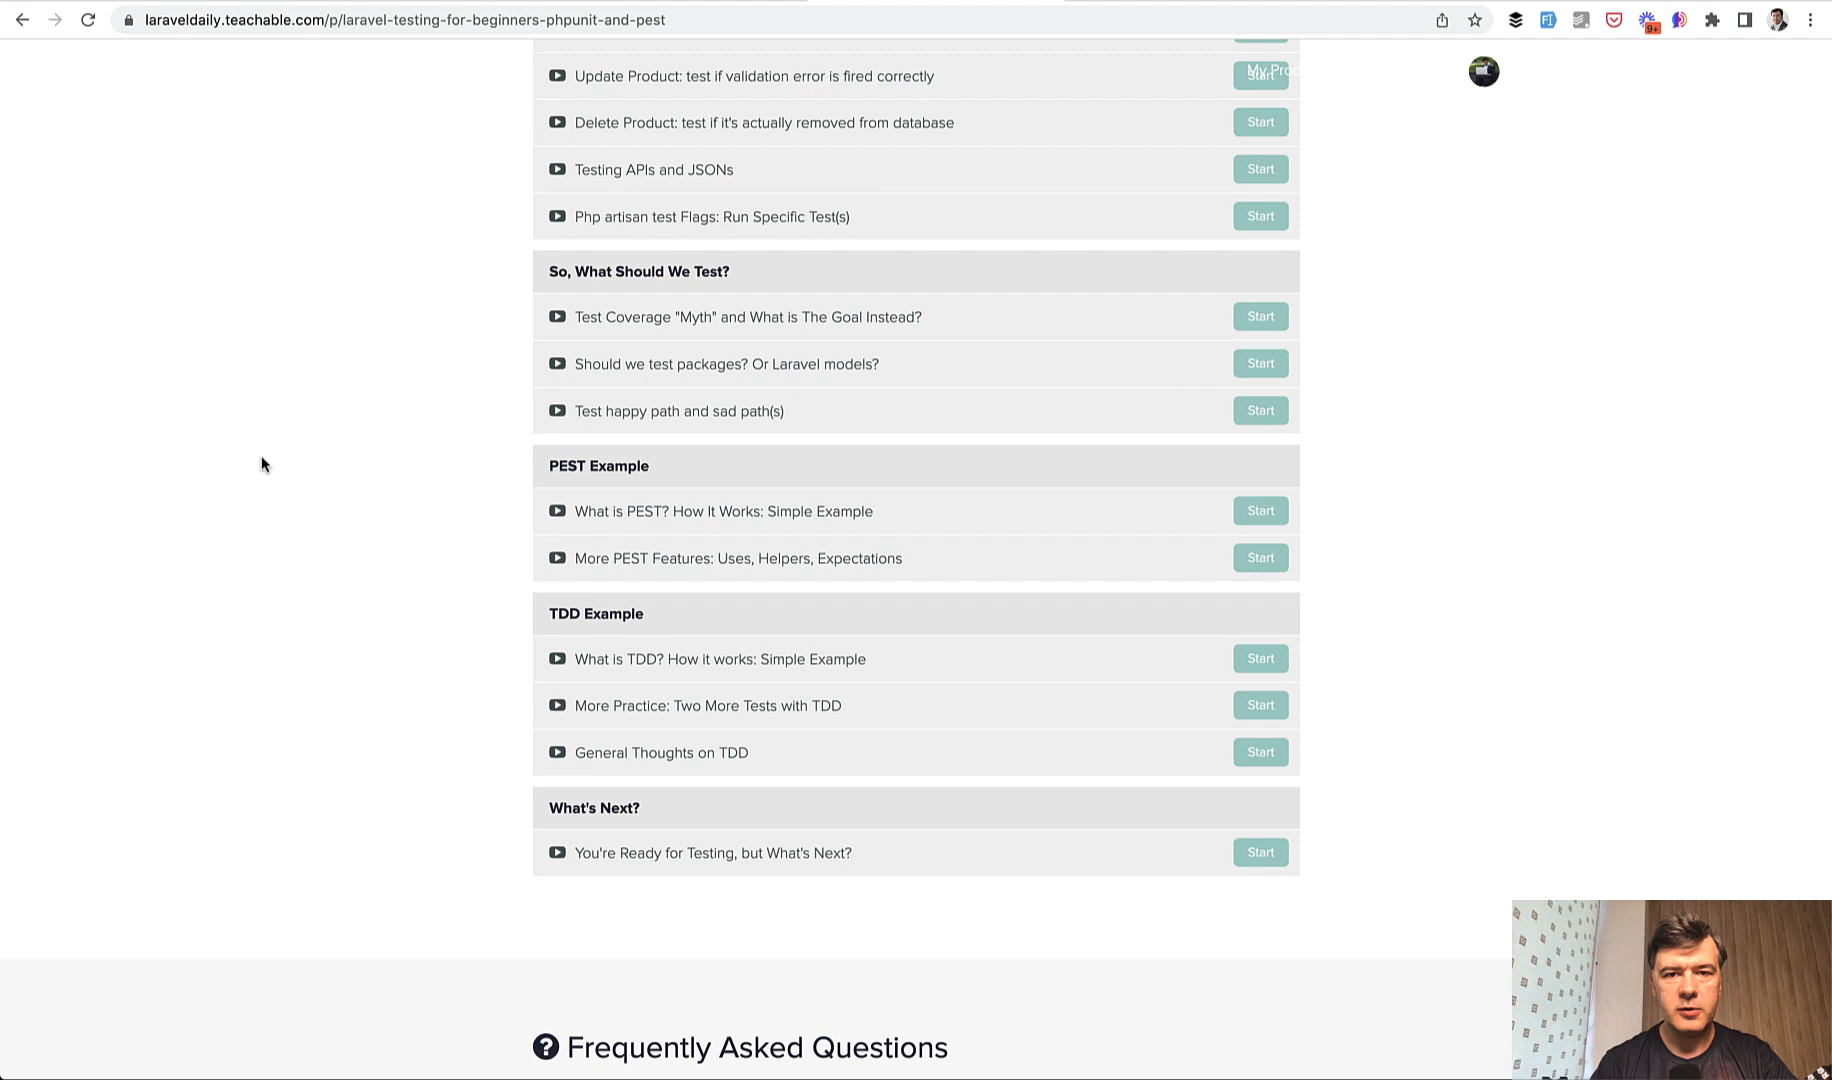 laraveldaily.teachable.com/p/laravel-testing-for-beginners-phpunit-and-pest
9+
My Prod
Update Product: test if validation error is fired correctly
Start
Delete Product: test if it's actually removed from database
Start
Testing APIs and JSONs
Start
Php artisan test Flags: Run Specific Test(s)
Start
So, What Should We Test?
Test Coverage "Myth" and What is The Goal Instead?
Start
Should we test packages? Or Laravel models?
Start
Test happy path and sad path(s)
Start
PEST Example
What is PEST? How It Works: Simple Example
Start
More PEST Features: Uses, Helpers, Expectations
Start
TDD Example
What is TDD? How it works: Simple Example
Start
More Practice: Two More Tests with TDD
Start
General Thoughts on TDD
Start
What's Next?
You're Ready for Testing, but What's Next?
Start
Frequently Asked Questions